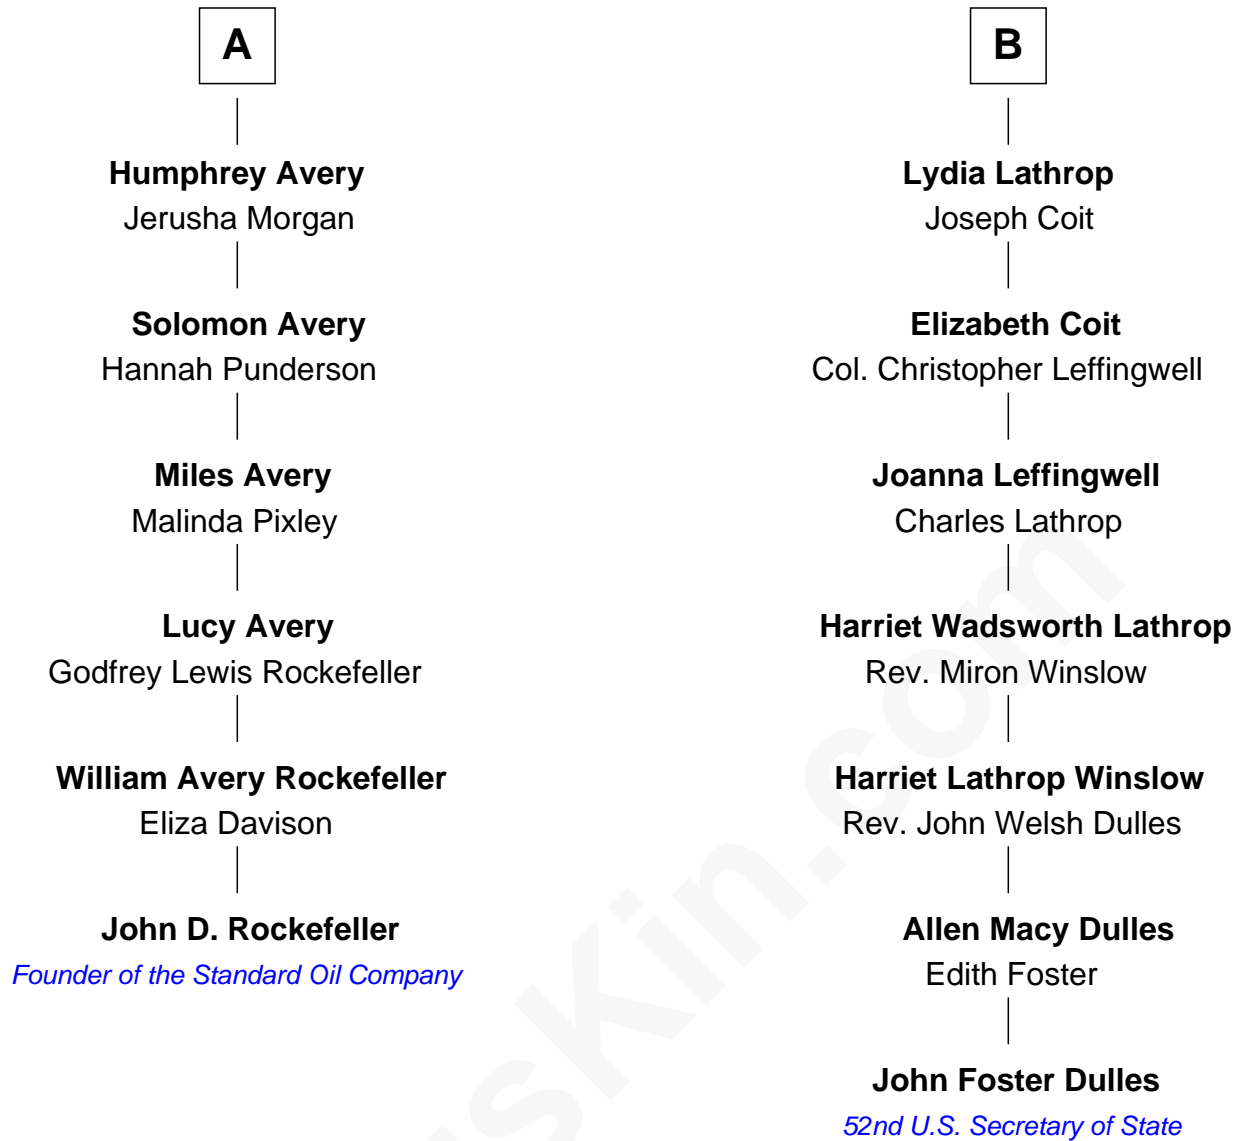 A
Humphrey Avery
Jerusha Morgan
Solomon Avery
Hannah Punderson
Miles Avery
Malinda Pixley
Lucy Avery
Godfrey Lewis Rockefeller
William Avery Rockefeller
Eliza Davison
John D. Rockefeller
Founder of the Standard Oil Company
B
Lydia Lathrop
Joseph Coit
Elizabeth Coit
Col. Christopher Leffingwell
Joanna Leffingwell
Charles Lathrop
Harriet Wadsworth Lathrop
Rev. Miron Winslow
Harriet Lathrop Winslow
Rev. John Welsh Dulles
Allen Macy Dulles
Edith Foster
John Foster Dulles
52nd U.S. Secretary of State